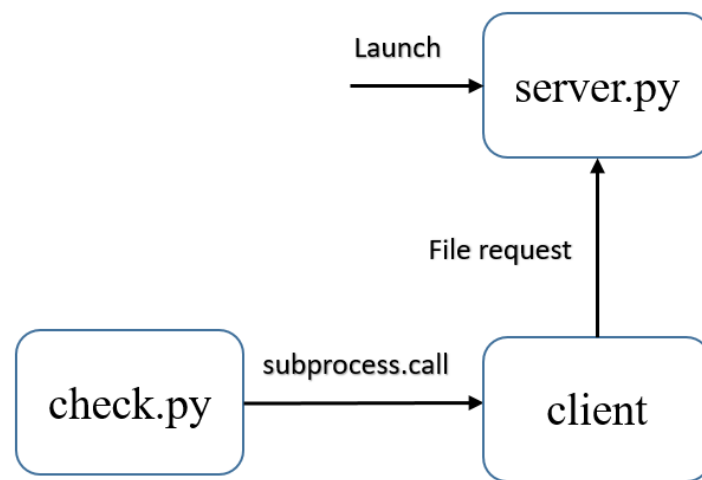 Launch
server.py
File request
subprocess.call
check.py
client